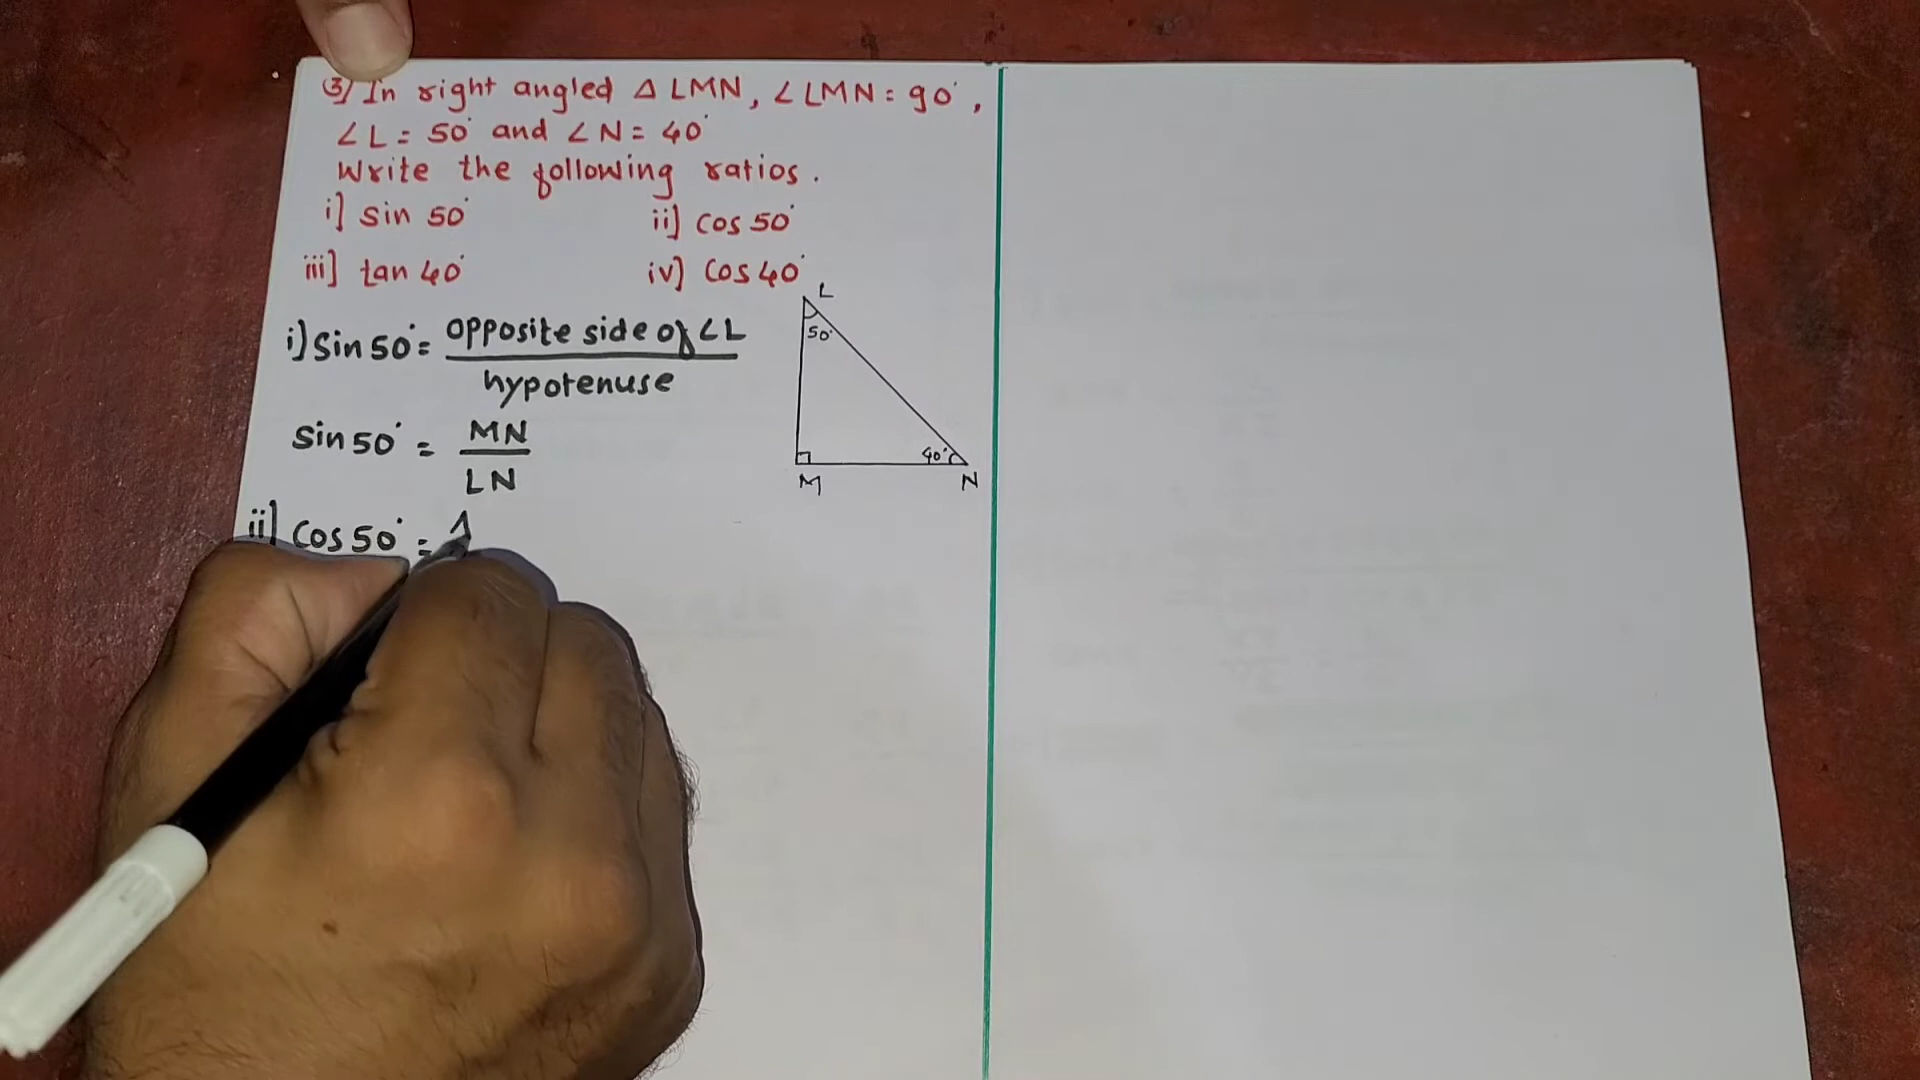 3) In right angled Δ LMN, ∠LMN = 90°,
∠L = 50° and ∠N = 40°
Write the following ratios.
i] sin 50° ii] cos 50°
iii] tan 40° iv] cos 40°
i) sin 50° = opposite side of ∠L
hypotenuse
sin 50° = MN
LN
ii] cos 50° = A
L
50°
40°
M N